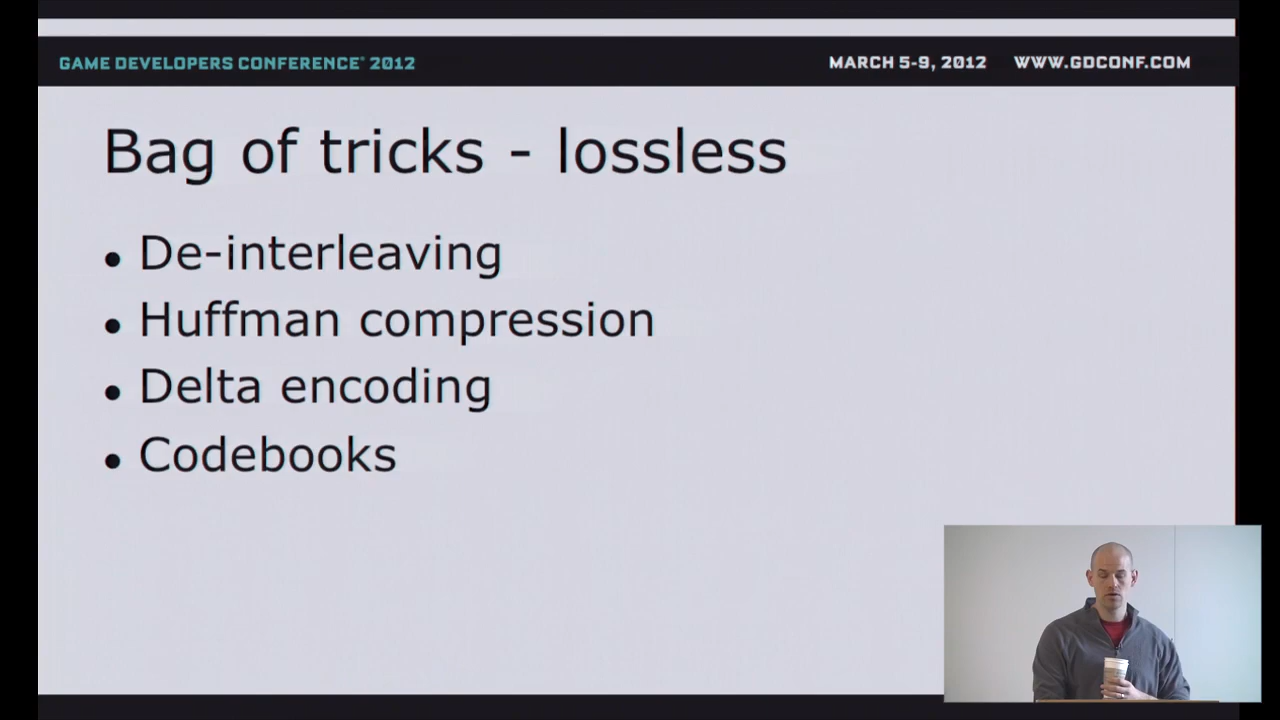 GAME DEVELOPERS CONFERENCE® 2012
MARCH 5-9, 2012 WWW.GDCONF.COM
Bag of tricks - lossless
• De-interleaving
• Huffman compression
• Delta encoding
• Codebooks